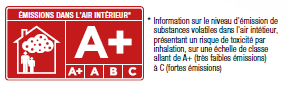 ÉMISSIONS DANS L'AIR INTÉRIEUR*
A+
A+ A B C
* Information sur le niveau d'émission de
substances volatiles dans l'air intéieur,
présentant un risque de toxicité par
inhalation, sur une échelle de classe
allant de A+ (très faibles émissions)
à C (fortes émissions)